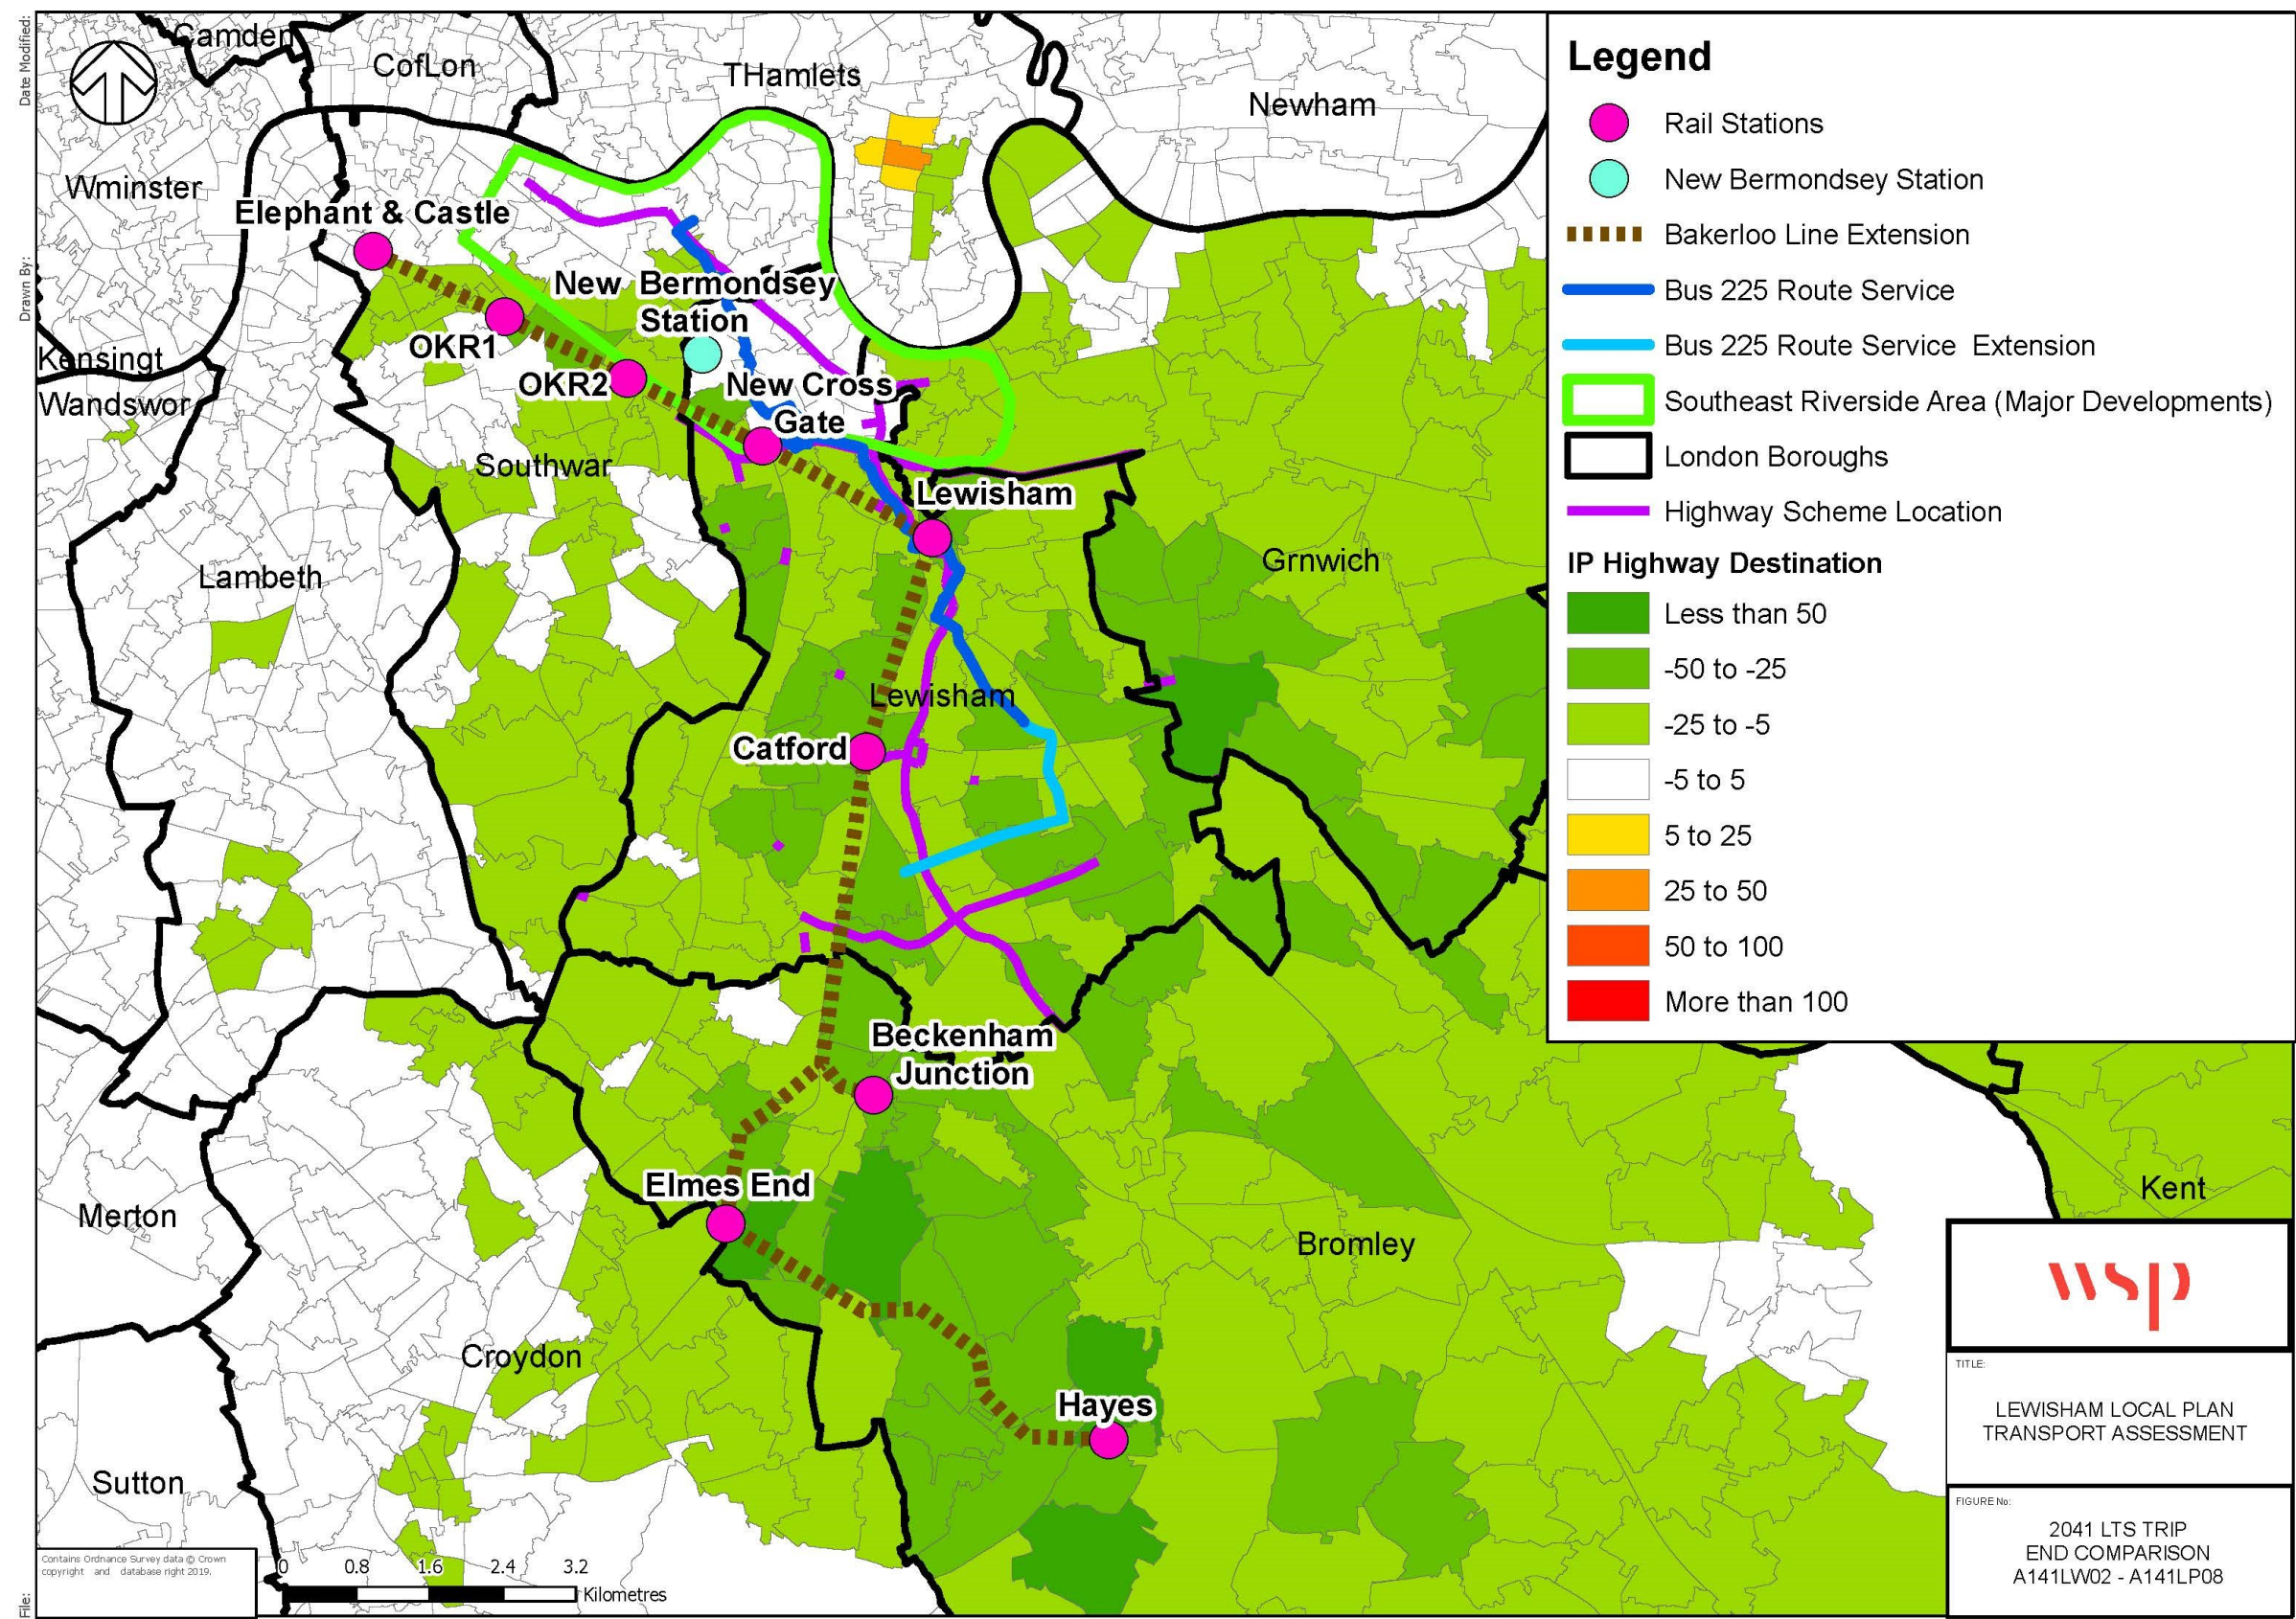 Date Modified:
Drawn By:
File:
Camden
CofLon
THamlets
Newham
Wminster
Elephant & Castle
New Bermondsey
Station
OKR1
Kensingt
OKR2
New Cross
Gate
Wandswor
Southwar
Lewisham
Grnwich
Lambeth
Lewisham
Catford
Beckenham
Junction
Elmes End
Kent
Merton
Bromley
Croydon
Hayes
Sutton
Contains Ordnance Survey data © Crown
copyright and database right 2019.
0 0.8 1.6 2.4 3.2
Kilometres
Legend
Rail Stations
New Bermondsey Station
Bakerloo Line Extension
Bus 225 Route Service
Bus 225 Route Service Extension
Southeast Riverside Area (Major Developments)
London Boroughs
Highway Scheme Location
IP Highway Destination
Less than 50
-50 to -25
-25 to -5
-5 to 5
5 to 25
25 to 50
50 to 100
More than 100
wsp
TITLE:
LEWISHAM LOCAL PLAN
TRANSPORT ASSESSMENT
FIGURE No:
2041 LTS TRIP
END COMPARISON
A141LW02 - A141LP08